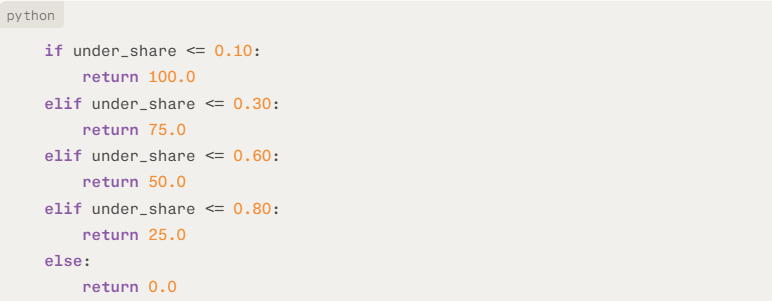 python
if under_share <= 0.10:
return 100.0
elif under_share <= 0.30:
return 75.0
elif under_share <= 0.60:
return 50.0
elif under_share <= 0.80:
return 25.0
else:
return 0.0